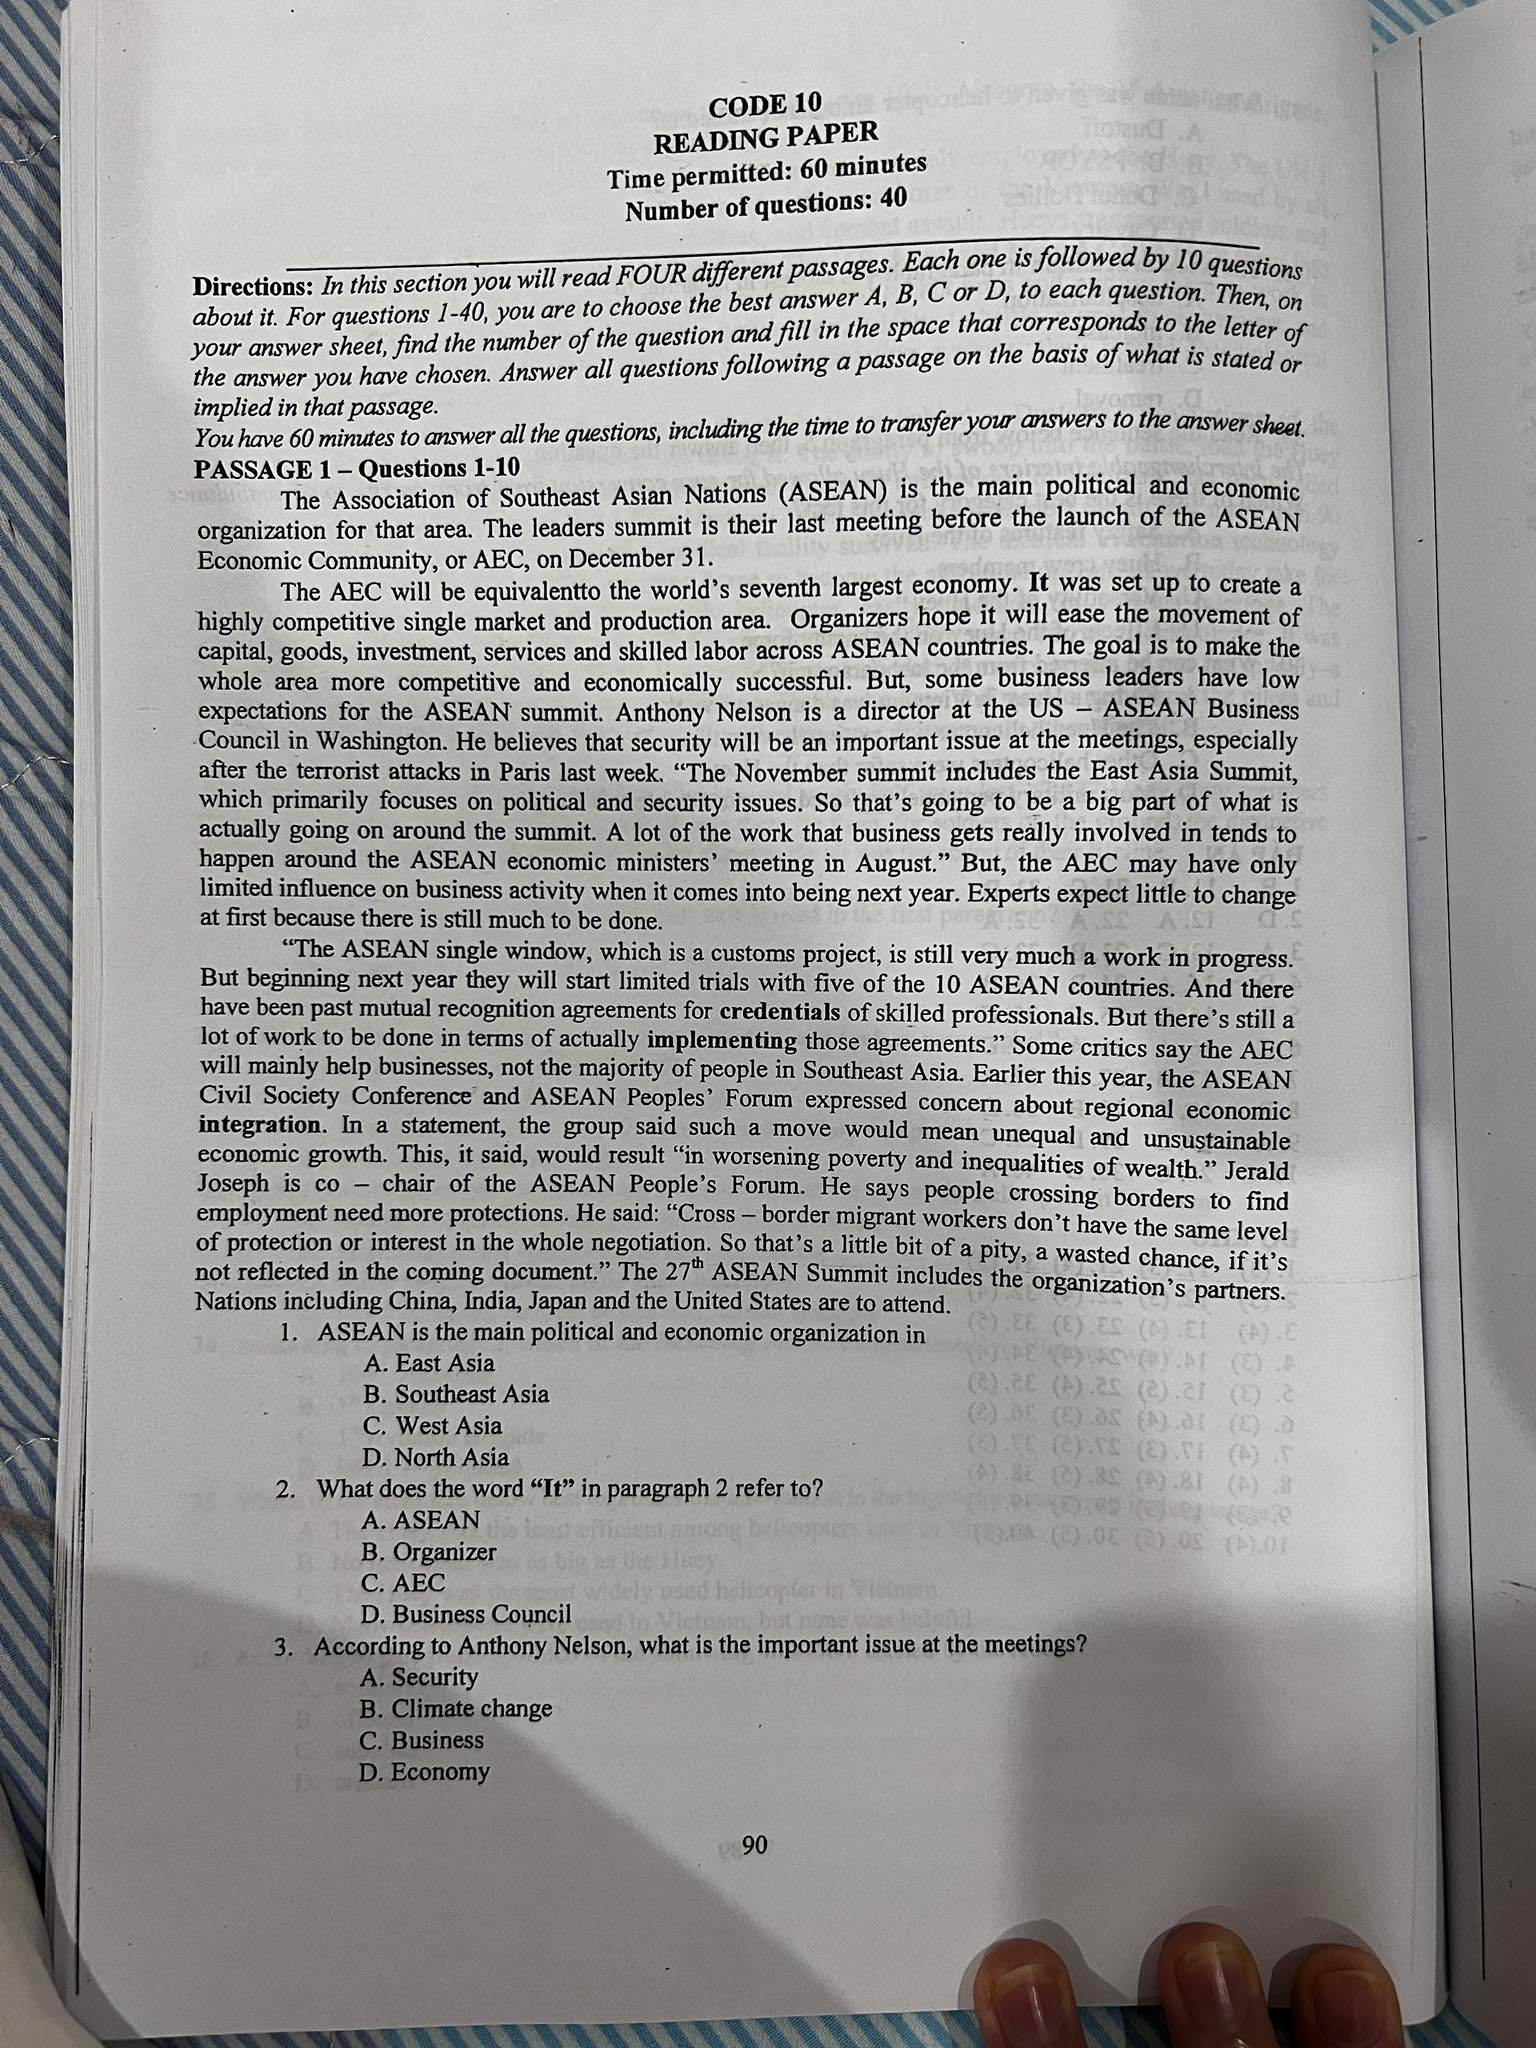 CODE 10
READING PAPER
Time permitted: 60 minutes
Number of questions: 40
Directions: In this section you will read FOUR different passages. Each one is followed by 10 questions
about it. For questions 1-40, you are to choose the best answer A, B, C or D, to each question. Then, on
your answer sheet, find the number of the question and fill in the space that corresponds to the letter of
the answer you have chosen. Answer all questions following a passage on the basis of what is stated or
implied in that passage.
You have 60 minutes to answer all the questions, including the time to transfer your answers to the answer sheet.
PASSAGE 1 – Questions 1-10
The Association of Southeast Asian Nations (ASEAN) is the main political and economic
organization for that area. The leaders summit is their last meeting before the launch of the ASEAN
Economic Community, or AEC, on December 31.
The AEC will be equivalentto the world's seventh largest economy. It was set up to create a
highly competitive single market and production area. Organizers hope it will ease the movement of
capital, goods, investment, services and skilled labor across ASEAN countries. The goal is to make the
whole area more competitive and economically successful. But, some business leaders have low
expectations for the ASEAN summit. Anthony Nelson is a director at the US – ASEAN Business
Council in Washington. He believes that security will be an important issue at the meetings, especially
after the terrorist attacks in Paris last week. “The November summit includes the East Asia Summit,
which primarily focuses on political and security issues. So that's going to be a big part of what is
actually going on around the summit. A lot of the work that business gets really involved in tends to
happen around the ASEAN economic ministers' meeting in August.” But, the AEC may have only
limited influence on business activity when it comes into being next year. Experts expect little to change
at first because there is still much to be done.
“The ASEAN single window, which is a customs project, is still very much a work in progress.
But beginning next year they will start limited trials with five of the 10 ASEAN countries. And there
have been past mutual recognition agreements for credentials of skilled professionals. But there's still a
lot of work to be done in terms of actually implementing those agreements.” Some critics say the AEC
will mainly help businesses, not the majority of people in Southeast Asia. Earlier this year, the ASEAN
Civil Society Conference and ASEAN Peoples' Forum expressed concern about regional economic
integration. In a statement, the group said such a move would mean unequal and unsustainable
economic growth. This, it said, would result “in worsening poverty and inequalities of wealth.” Jerald
Joseph is co – chair of the ASEAN People's Forum. He says people crossing borders to find
employment need more protections. He said: “Cross – border migrant workers don't have the same level
of protection or interest in the whole negotiation. So that's a little bit of a pity, a wasted chance, if it's
not reflected in the coming document.” The 27th ASEAN Summit includes the organization's partners.
Nations including China, India, Japan and the United States are to attend.
1. ASEAN is the main political and economic organization in
A. East Asia
B. Southeast Asia
C. West Asia
D. North Asia
2. What does the word “It” in paragraph 2 refer to?
A. ASEAN
B. Organizer
C. AEC
D. Business Council
3. According to Anthony Nelson, what is the important issue at the meetings?
A. Security
B. Climate change
C. Business
D. Economy
90